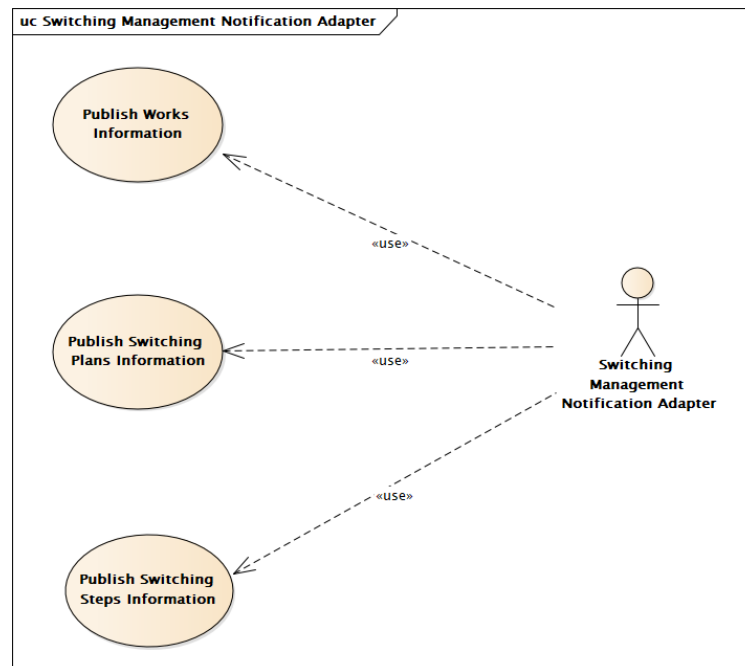 uc Switching Management Notification Adapter
Publish Works
Information
«use»
Publish Switching
Plans Information
«use»
Switching
Management
Notification Adapter
«use»
Publish Switching
Steps Information